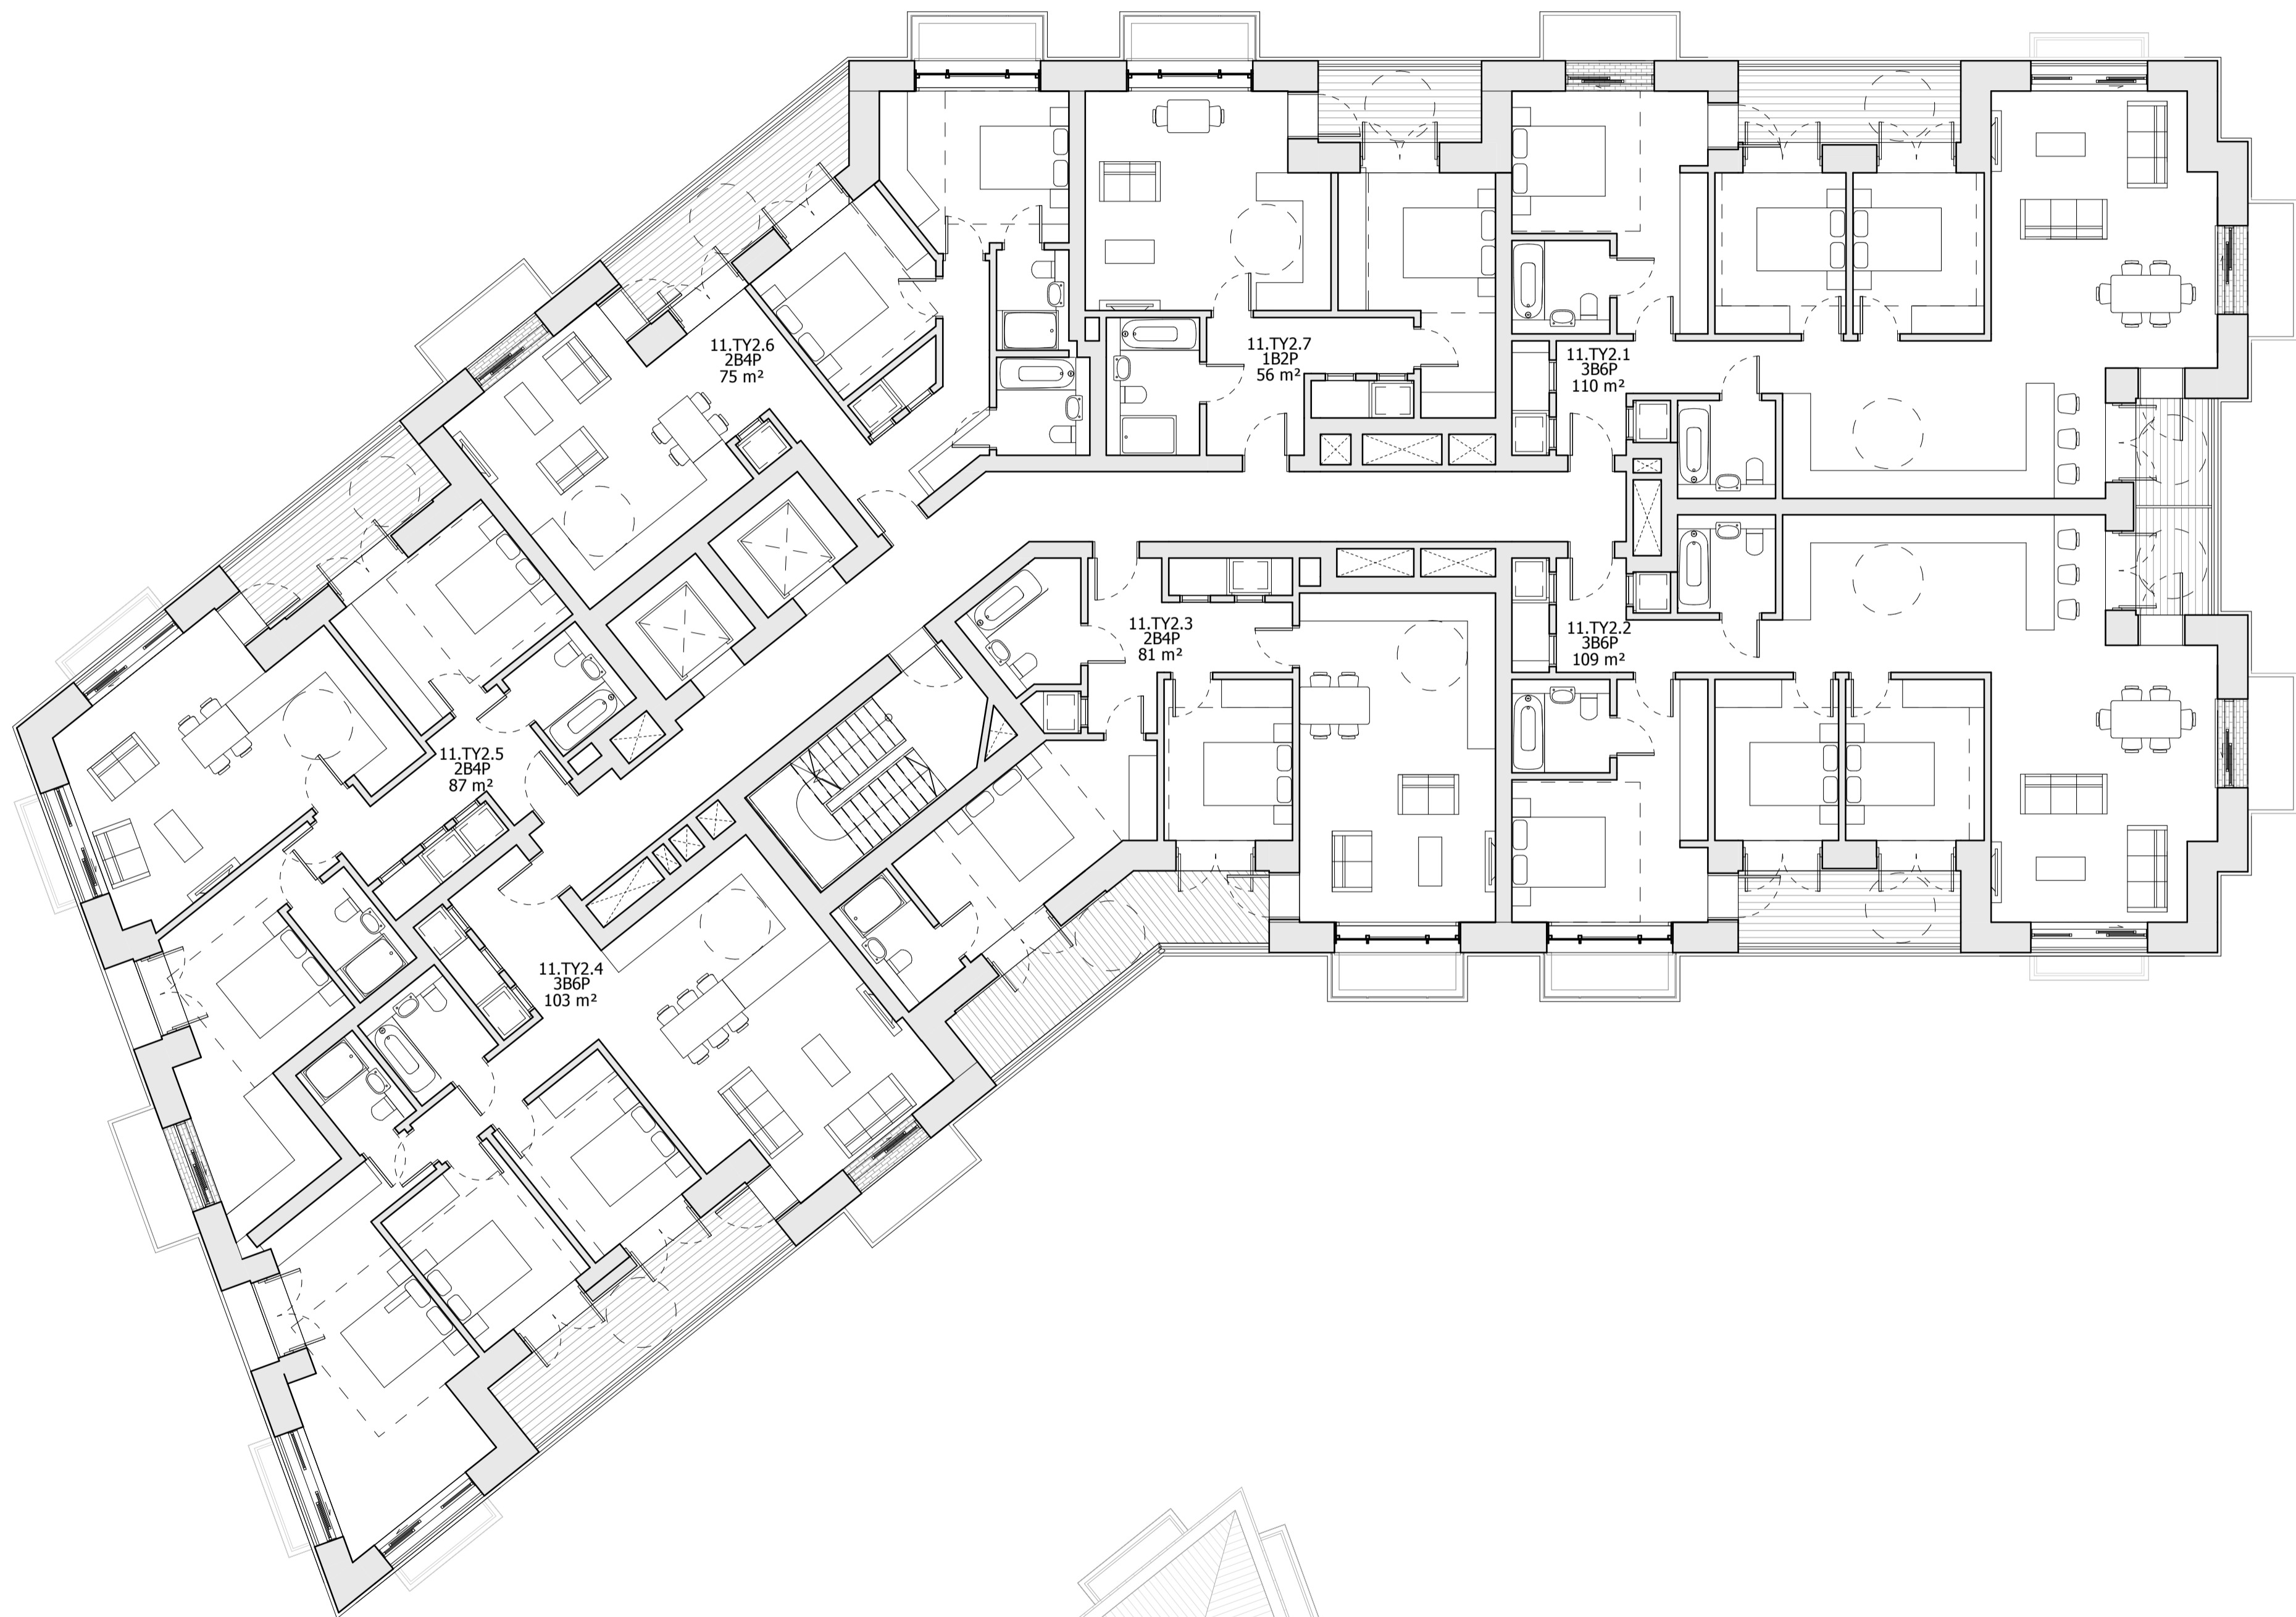 11.TY2.6
2B4P
75 m²
11.TY2.7
1B2P
56 m²
11.TY2.1
3B6P
110 m²
11.TY2.3
2B4P
81 m²
11.TY2.2
3B6P
109 m²
11.TY2.5
2B4P
87 m²
11.TY2.4
3B6P
103 m²